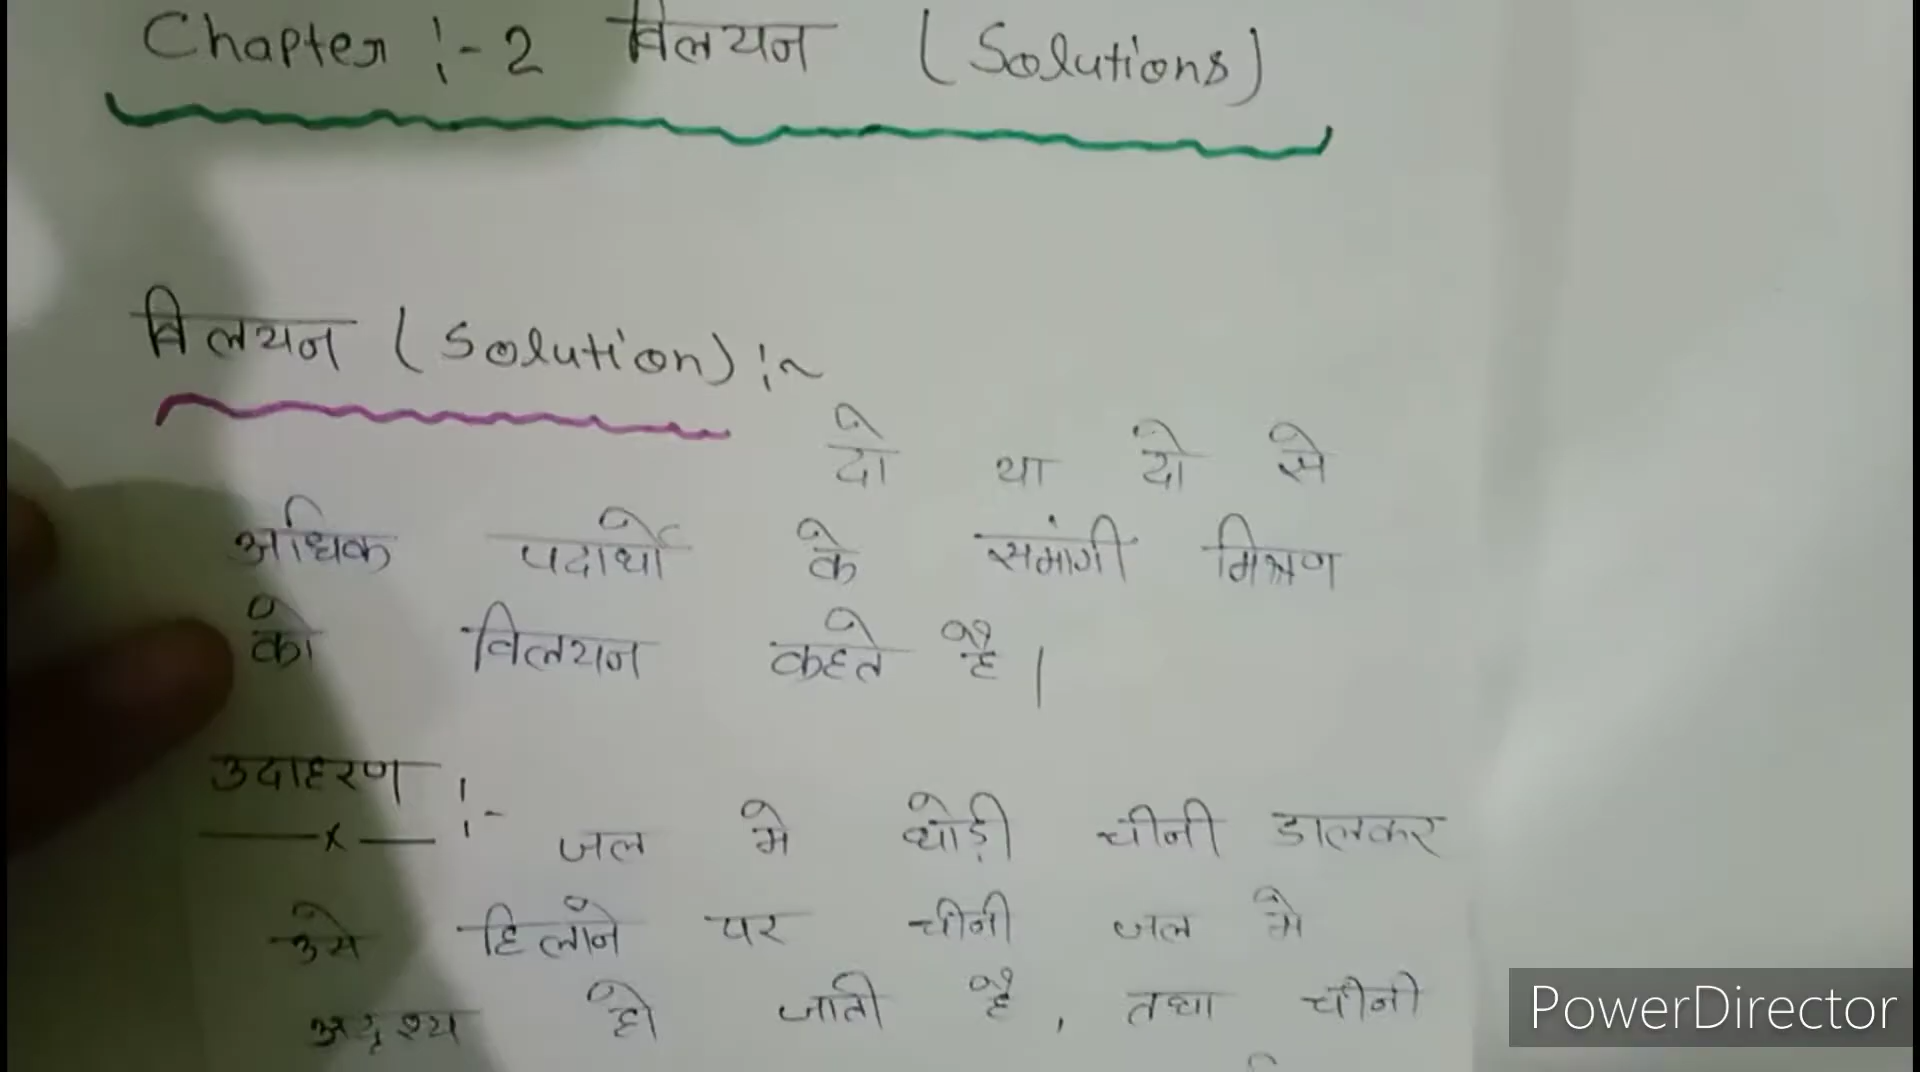 Chapter :- 2 विलयन (Solutions)
विलयन (Solution) :~
दो या दो से
अधिक पदार्थों के समांगी मिश्रण
को विलयन कहते है।
उदाहरण :-
जल मे थोड़ी चीनी डालकर
उसे हिलाने पर चीनी जल मे
अदृश्य हो जाती है, तथा चीनी
PowerDirector